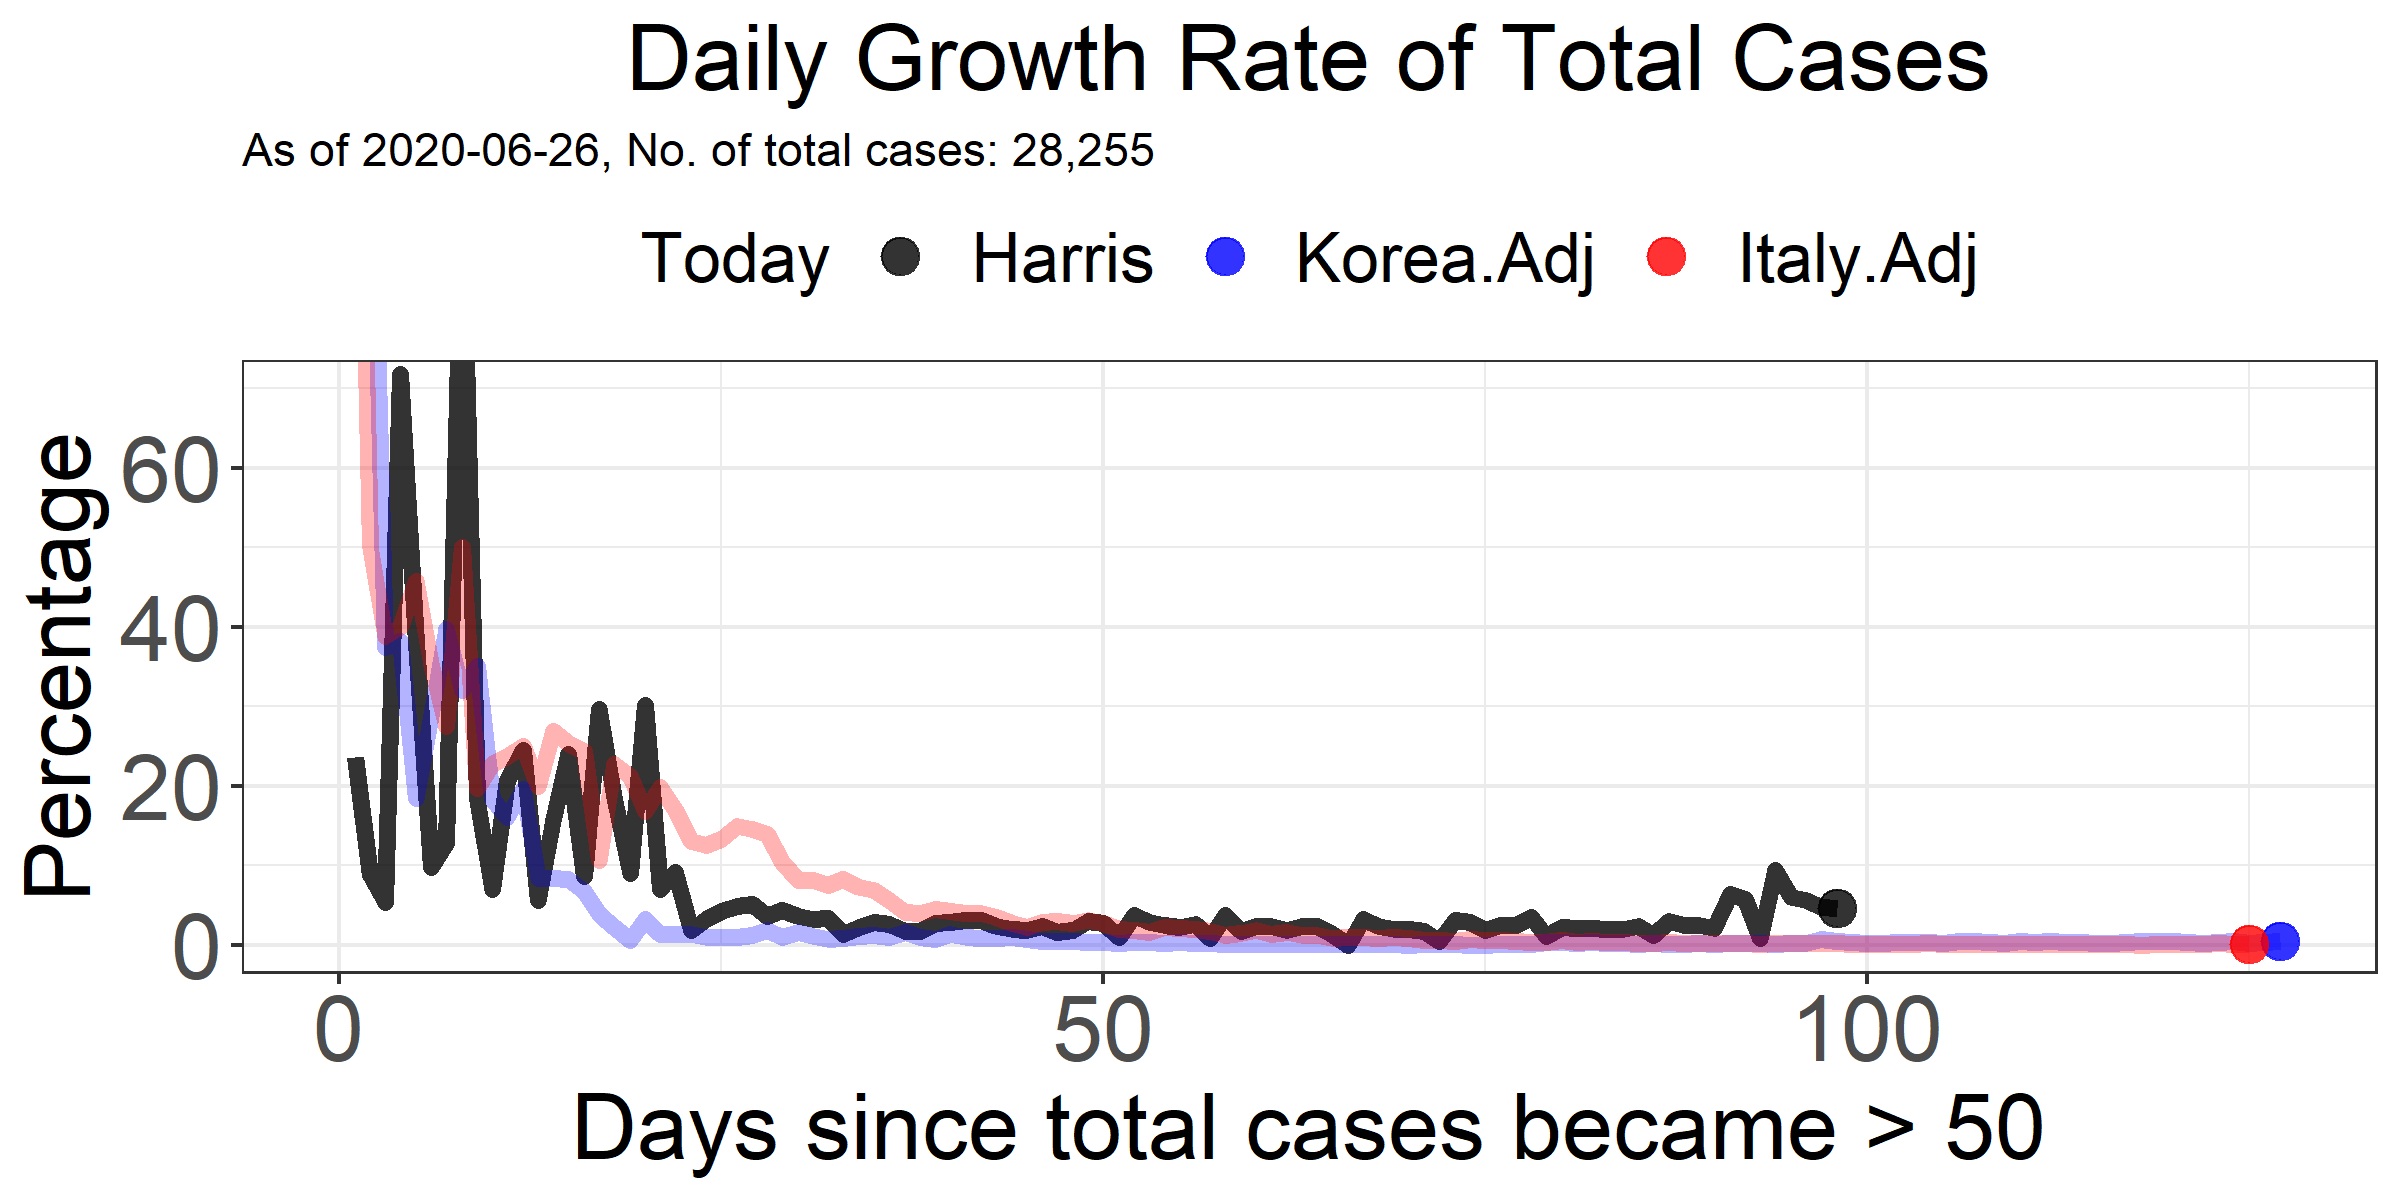 Daily Growth Rate of Total Cases
As of 2020-06-26, No. of total cases: 28,255
Today Harris Korea.Adj Italy.Adj
Percentage
60
40
20
0
0 50 100
Days since total cases became > 50